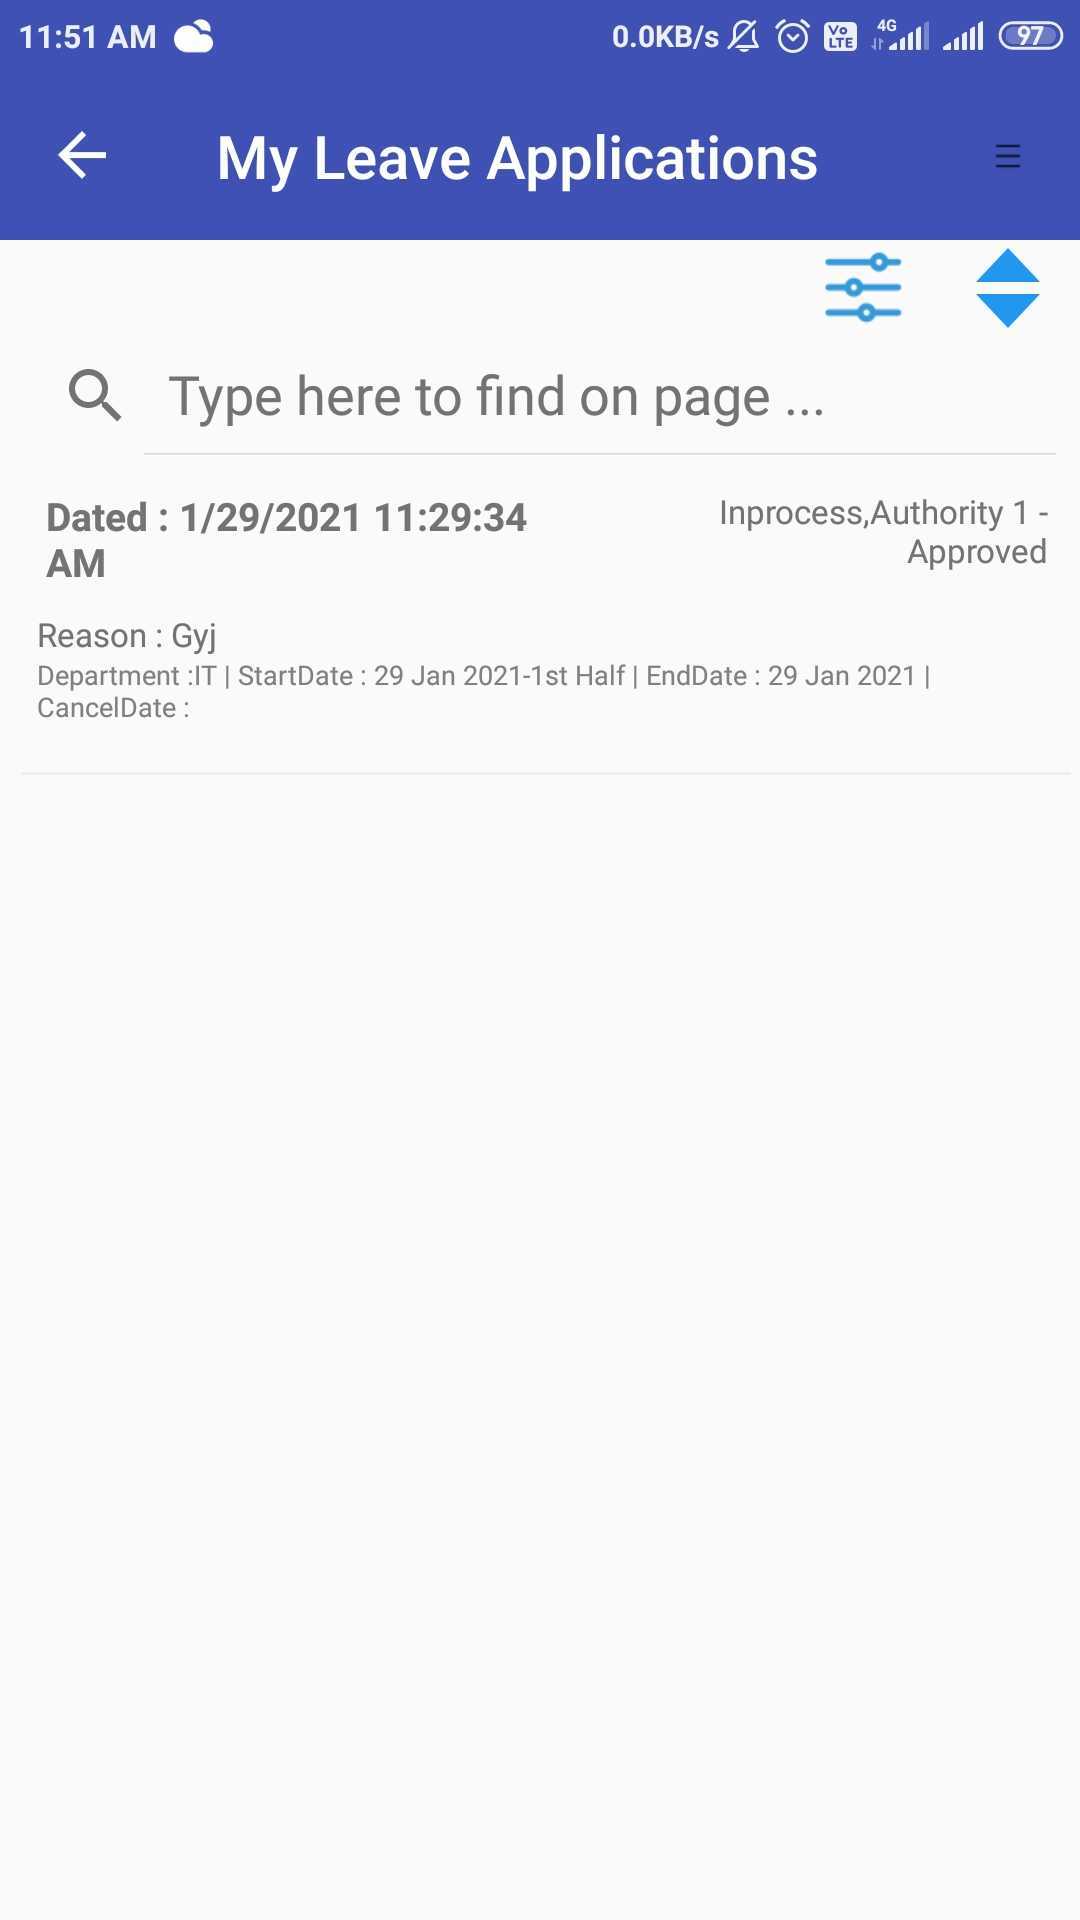 11:51 AM 0.0KB/s Vo LTE 4G 97
My Leave Applications
Type here to find on page ...
Dated : 1/29/2021 11:29:34
AM
Inprocess,Authority 1 -
Approved
Reason : Gyj
Department :IT | StartDate : 29 Jan 2021-1st Half | EndDate : 29 Jan 2021 |
CancelDate :